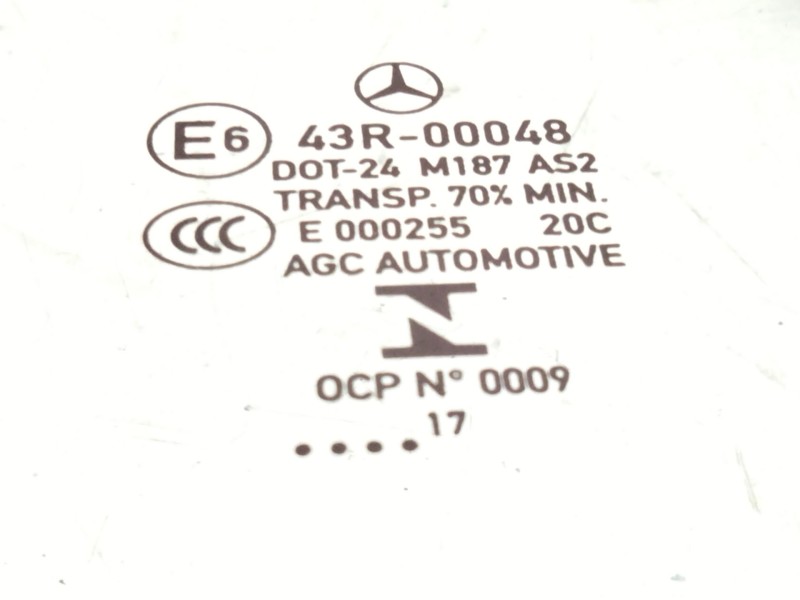 E6 43R-00048
DOT-24 M187 AS2
TRANSP. 70% MIN.
CCC E 000255 20C
AGC AUTOMOTIVE
OCP N° 0009
.... 17